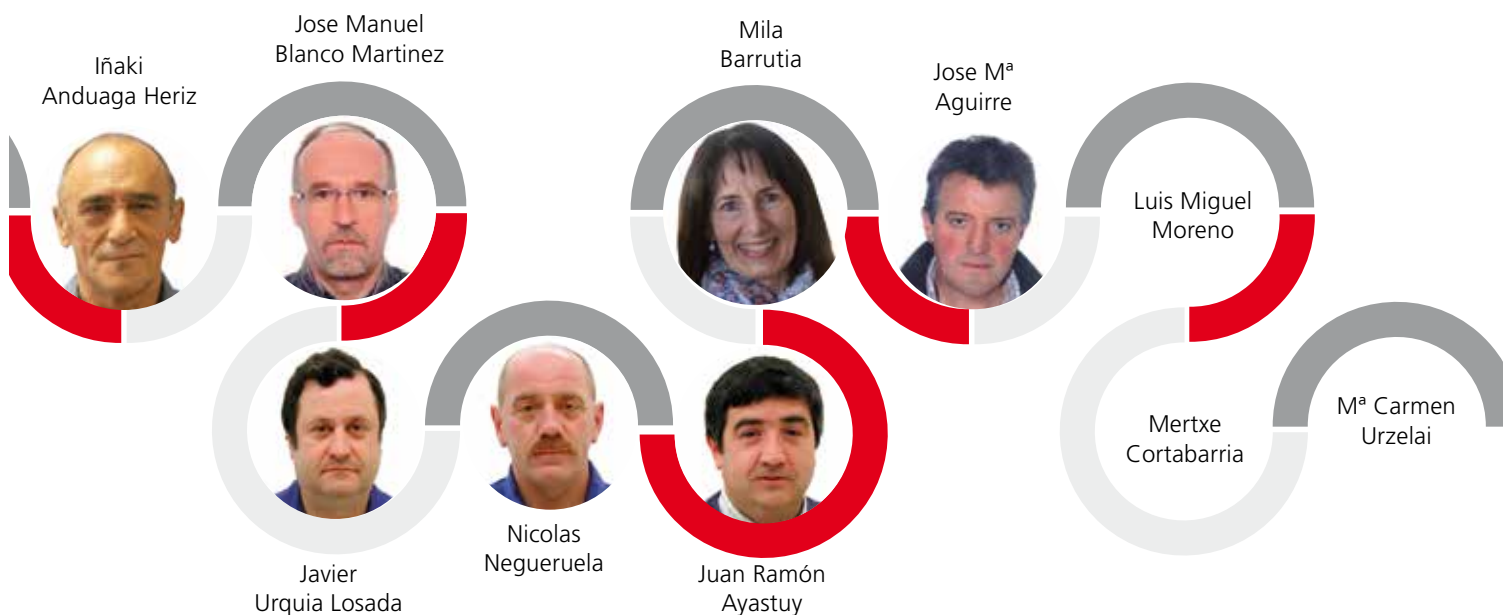 Iñaki
Anduaga Heriz
Jose Manuel
Blanco Martinez
Mila
Barrutia
Jose Mª
Aguirre
Luis Miguel
Moreno
Javier
Urquia Losada
Nicolas
Negueruela
Juan Ramón
Ayastuy
Mertxe
Cortabarria
Mª Carmen
Urzelai